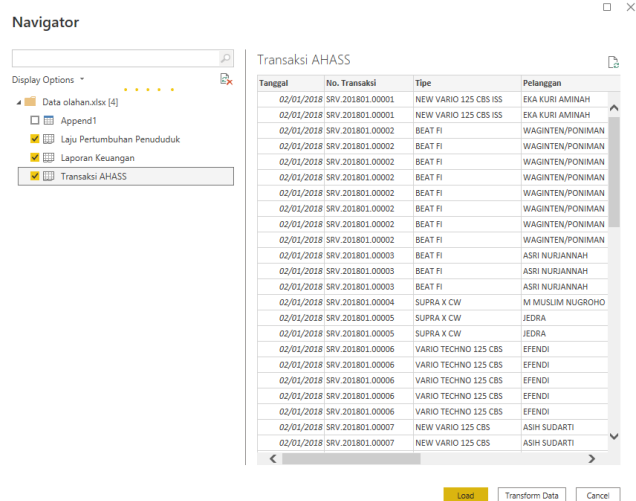 Navigator
Display Options
Data olahan.xlsx [4]
Append1
Laju Pertumbuhan Penududuk
Laporan Keuangan
Transaksi AHASS
Transaksi AHASS
Tanggal No. Transaksi Tipe Pelanggan
02/01/2018 SRV.201801.00001 NEW VARIO 125 CBS ISS EKA KURI AMINAH
02/01/2018 SRV.201801.00001 NEW VARIO 125 CBS ISS EKA KURI AMINAH
02/01/2018 SRV.201801.00002 BEAT FI WAGINTEN/PONIMAN
02/01/2018 SRV.201801.00002 BEAT FI WAGINTEN/PONIMAN
02/01/2018 SRV.201801.00002 BEAT FI WAGINTEN/PONIMAN
02/01/2018 SRV.201801.00002 BEAT FI WAGINTEN/PONIMAN
02/01/2018 SRV.201801.00002 BEAT FI WAGINTEN/PONIMAN
02/01/2018 SRV.201801.00002 BEAT FI WAGINTEN/PONIMAN
02/01/2018 SRV.201801.00002 BEAT FI WAGINTEN/PONIMAN
02/01/2018 SRV.201801.00002 BEAT FI WAGINTEN/PONIMAN
02/01/2018 SRV.201801.00003 BEAT FI ASRI NURJANNAH
02/01/2018 SRV.201801.00003 BEAT FI ASRI NURJANNAH
02/01/2018 SRV.201801.00003 BEAT FI ASRI NURJANNAH
02/01/2018 SRV.201801.00004 SUPRA X CW M MUSLIM NUGROHO
02/01/2018 SRV.201801.00005 SUPRA X CW JEDRA
02/01/2018 SRV.201801.00005 SUPRA X CW JEDRA
02/01/2018 SRV.201801.00006 VARIO TECHNO 125 CBS EFENDI
02/01/2018 SRV.201801.00006 VARIO TECHNO 125 CBS EFENDI
02/01/2018 SRV.201801.00006 VARIO TECHNO 125 CBS EFENDI
02/01/2018 SRV.201801.00006 VARIO TECHNO 125 CBS EFENDI
02/01/2018 SRV.201801.00007 NEW VARIO 125 CBS ASIH SUDARTI
02/01/2018 SRV.201801.00007 NEW VARIO 125 CBS ASIH SUDARTI
Load Transform Data Cancel